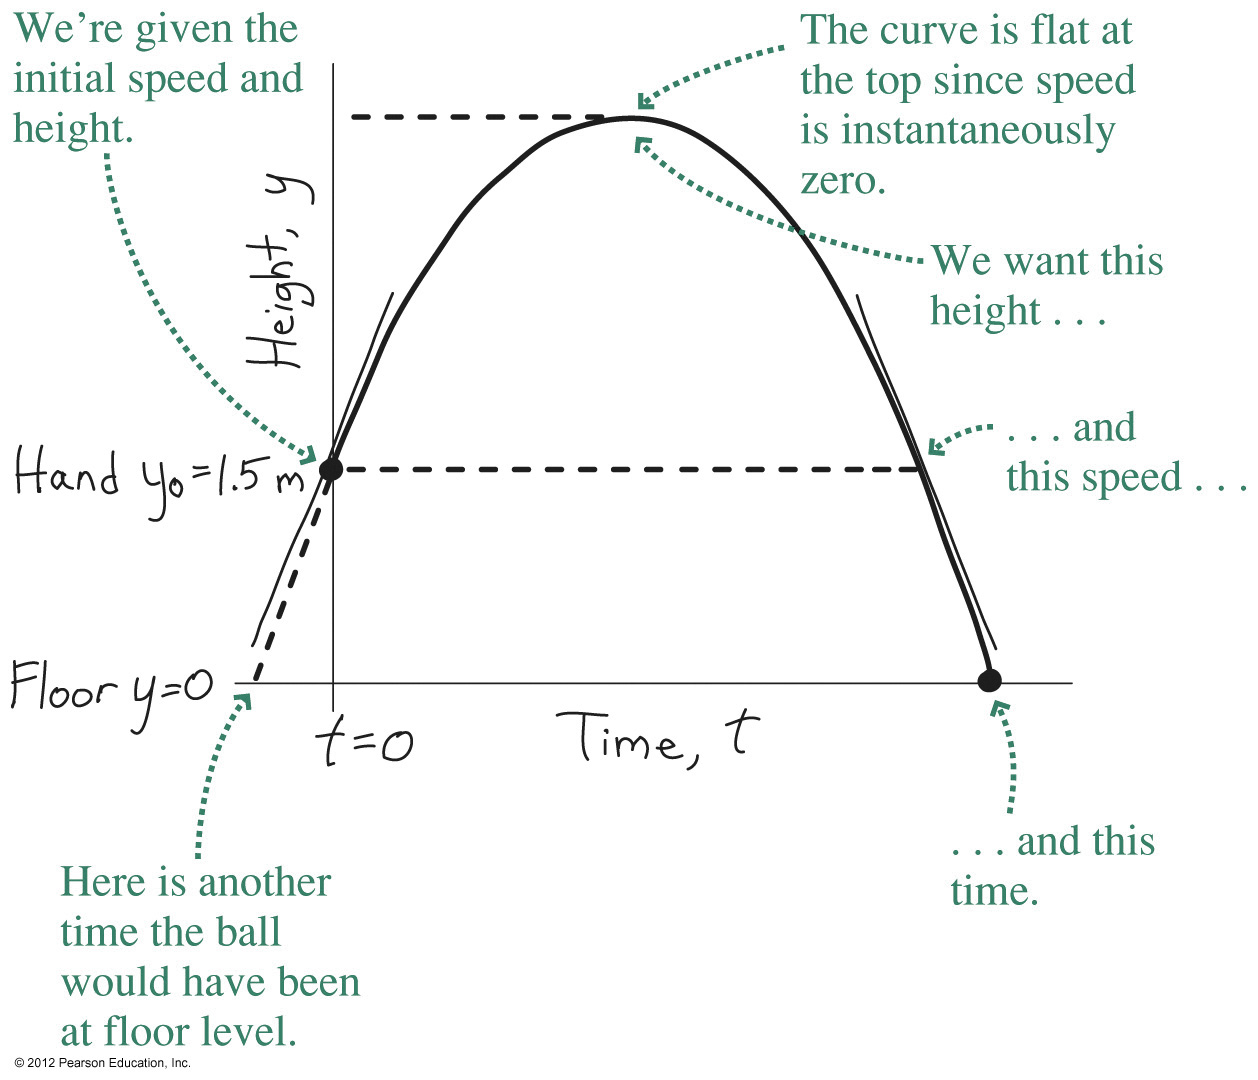 We’re given the
initial speed and
height.
The curve is flat at
the top since speed
is instantaneously
zero.
Height, y
We want this
height . . .
. . . and
this speed . . .
Hand y₀=1.5 m
Floor y=0
t=0
Time, t
. . . and this
time.
Here is another
time the ball
would have been
at floor level.
© 2012 Pearson Education, Inc.